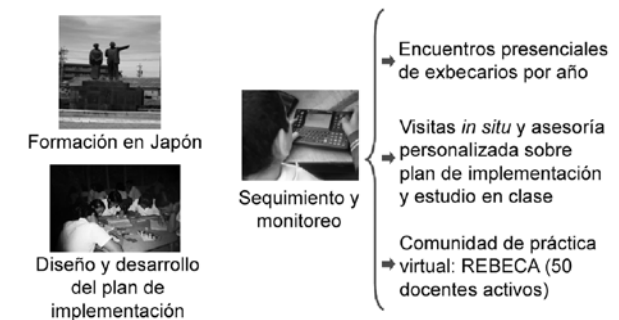 Formación en Japón
Diseño y desarrollo
del plan de
implementación
Sequimiento y
monitoreo
Encuentros presenciales
de exbecarios por año
Visitas in situ y asesoría
personalizada sobre
plan de implementación
y estudio en clase
Comunidad de práctica
virtual: REBECA (50
docentes activos)